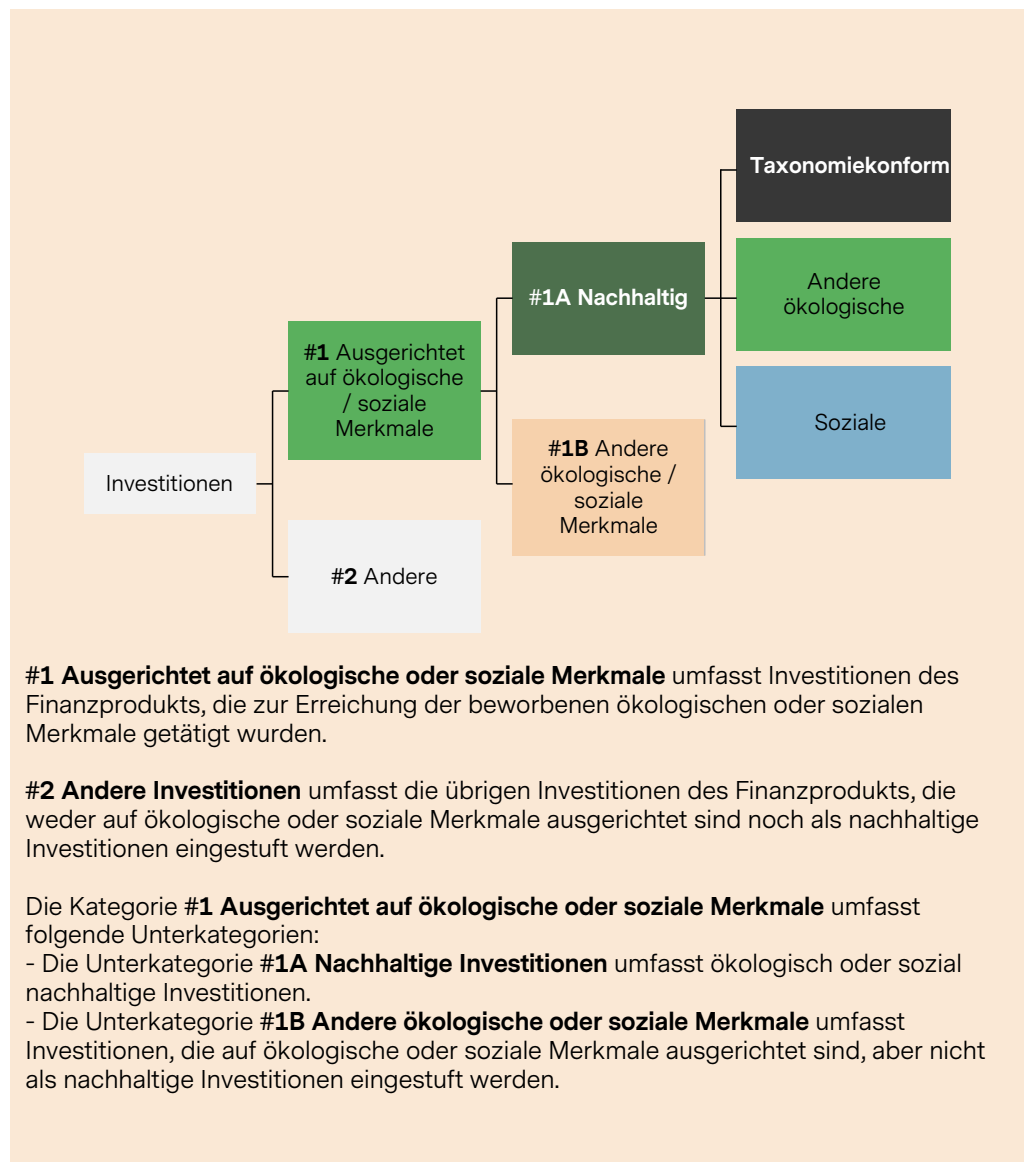 Taxonomiekonform
Andere
ökologische
#1A Nachhaltig
#1 Ausgerichtet
auf ökologische
/ soziale
Merkmale
Soziale
#1B Andere
ökologische /
soziale
Merkmale
Investitionen
#2 Andere
#1 Ausgerichtet auf ökologische oder soziale Merkmale umfasst Investitionen des
Finanzprodukts, die zur Erreichung der beworbenen ökologischen oder sozialen
Merkmale getätigt wurden.
#2 Andere Investitionen umfasst die übrigen Investitionen des Finanzprodukts, die
weder auf ökologische oder soziale Merkmale ausgerichtet sind noch als nachhaltige
Investitionen eingestuft werden.
Die Kategorie #1 Ausgerichtet auf ökologische oder soziale Merkmale umfasst
folgende Unterkategorien:
- Die Unterkategorie #1A Nachhaltige Investitionen umfasst ökologisch oder sozial
nachhaltige Investitionen.
- Die Unterkategorie #1B Andere ökologische oder soziale Merkmale umfasst
Investitionen, die auf ökologische oder soziale Merkmale ausgerichtet sind, aber nicht
als nachhaltige Investitionen eingestuft werden.